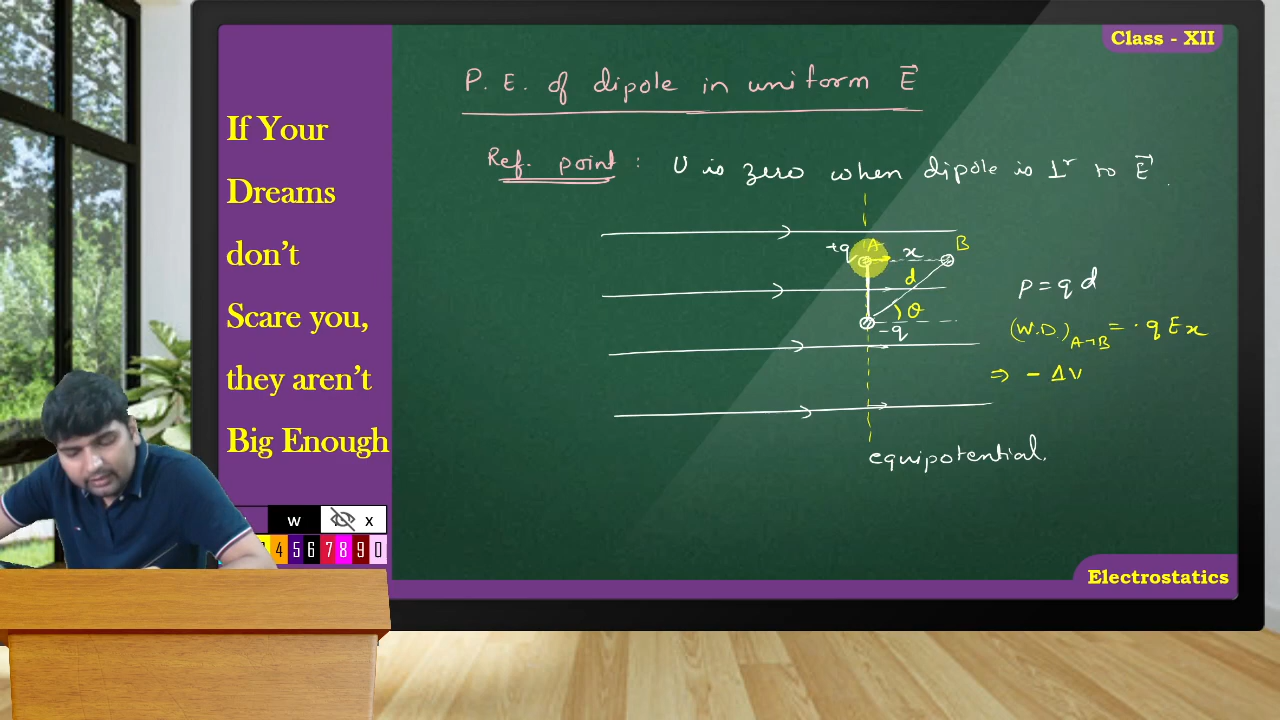 Class - XII
If Your
Dreams
don't
Scare you,
they aren't
Big Enough
P. E. of dipole in uniform E⃗
Ref. point : U is zero when dipole is ⊥r to E⃗.
+q A x B
d
θ
-q
p = q d
(W.D)A→B = · q E x
⇒ - ΔU
equipotential.
w x
4 5 6 7 8 9 0
Electrostatics